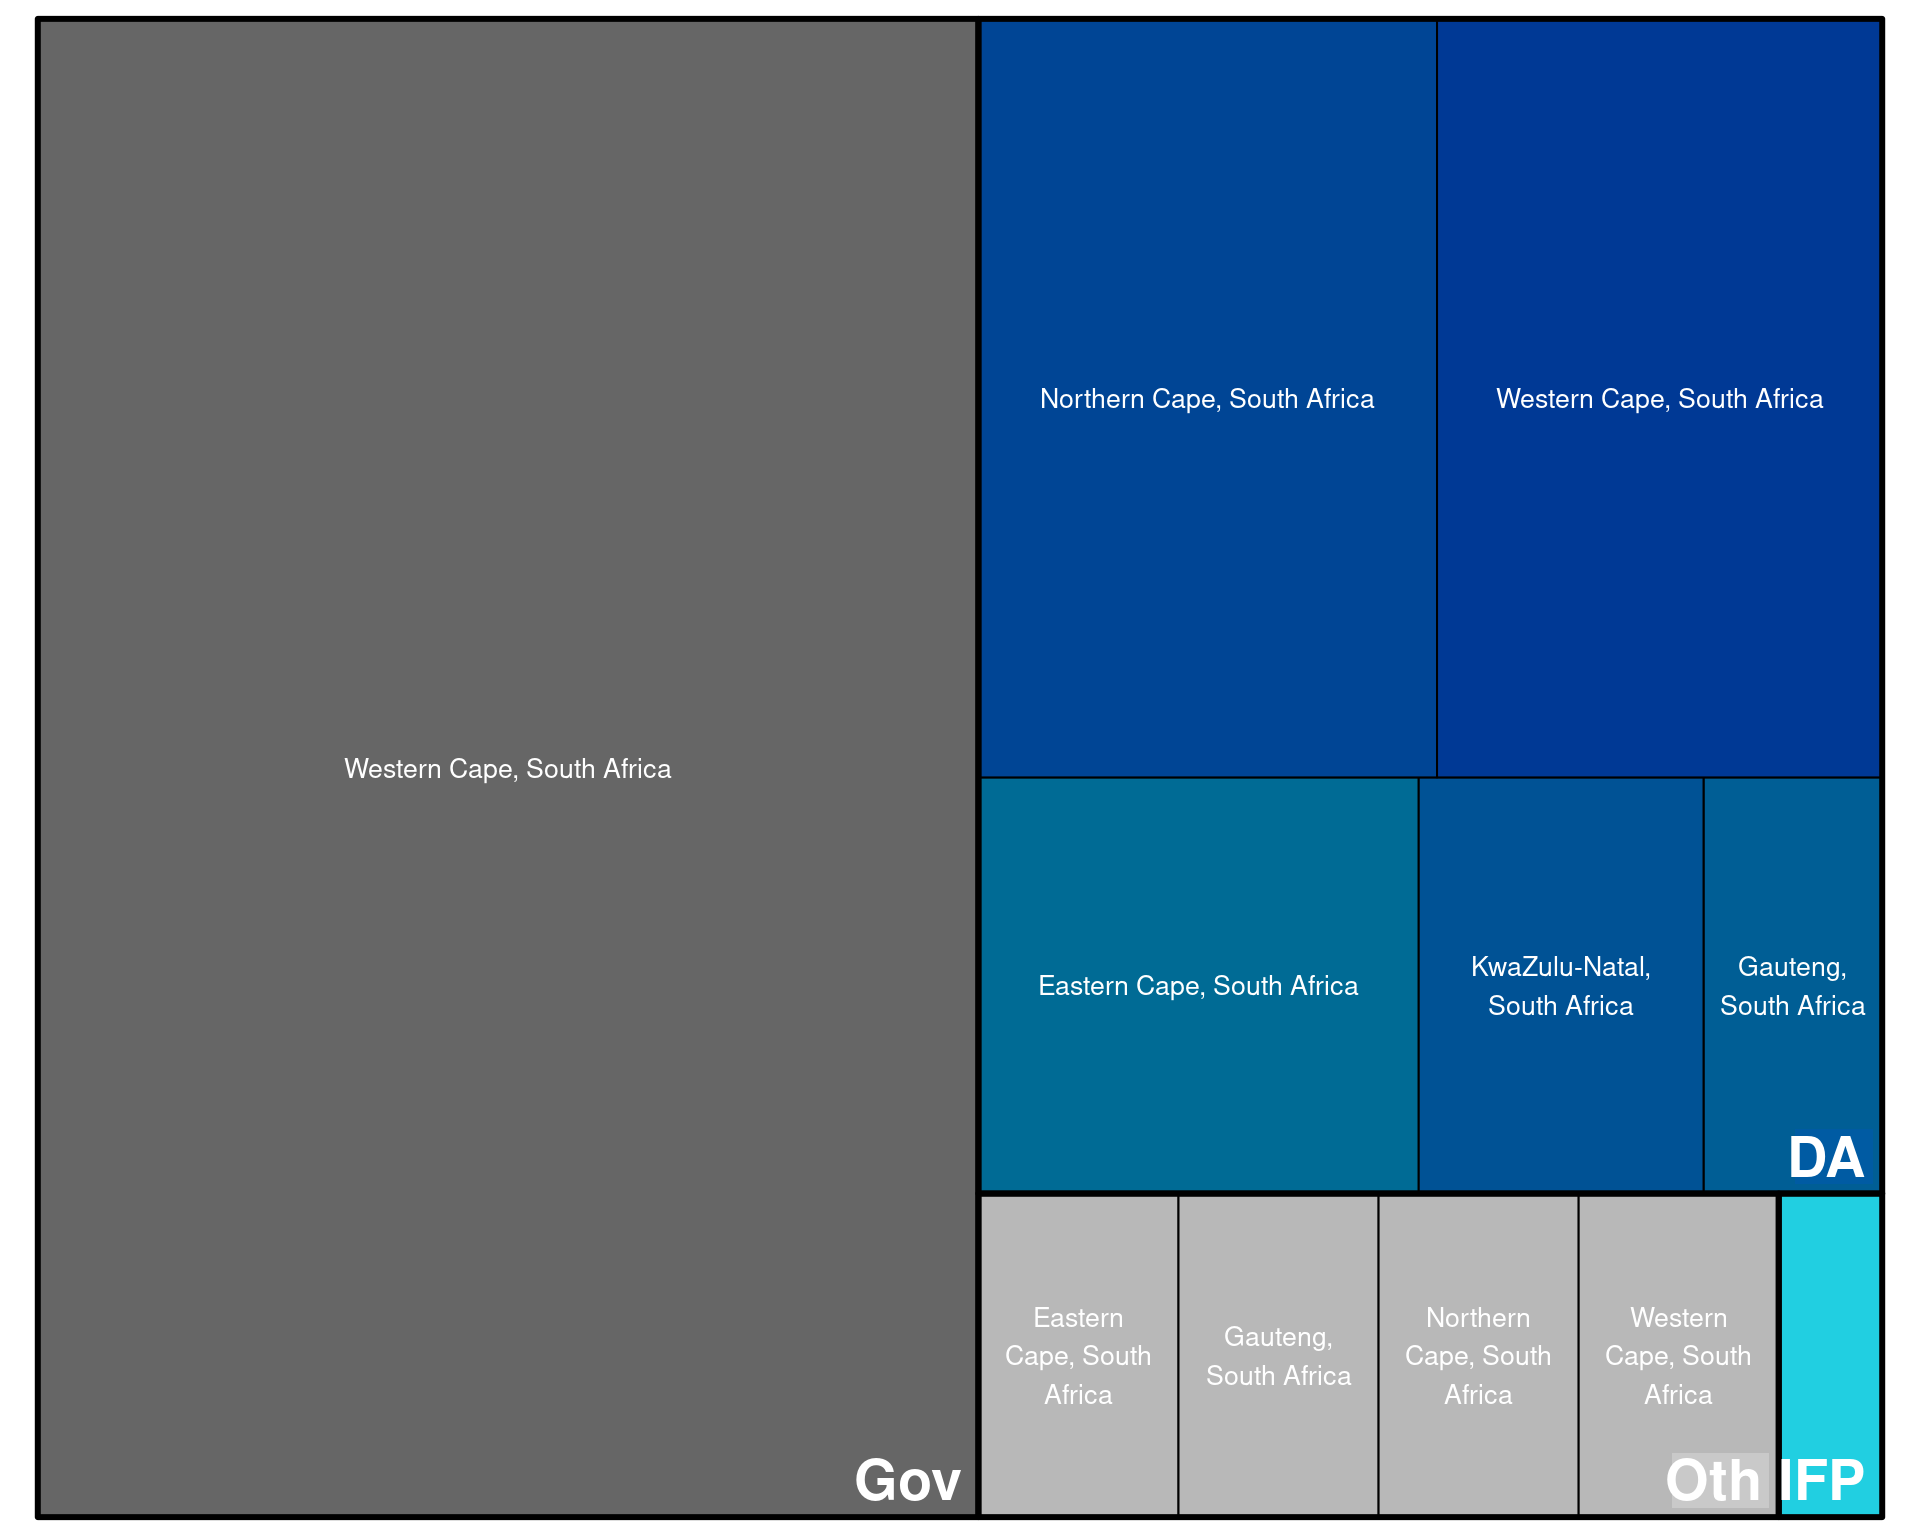 Northern Cape, South Africa
Western Cape, South Africa
Western Cape, South Africa
Eastern Cape, South Africa
KwaZulu-Natal,
South Africa
Gauteng,
South Africa
DA
Eastern
Cape, South
Africa
Gauteng,
South Africa
Northern
Cape, South
Africa
Western
Cape, South
Africa
Gov
Oth
IFP